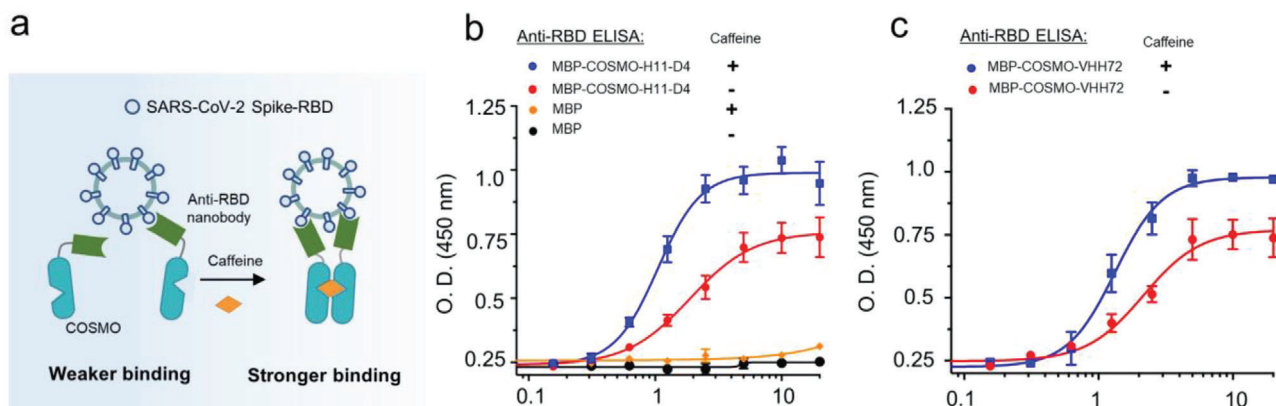 a
SARS-CoV-2 Spike-RBD
Anti-RBD
nanobody
Caffeine
COSMO
Weaker binding
Stronger binding
b
Anti-RBD ELISA:
Caffeine
MBP-COSMO-H11-D4 +
MBP-COSMO-H11-D4 -
MBP +
MBP -
O. D. (450 nm)
1.25
1.0
0.75
0.5
0.25
0.1
1
10
c
Anti-RBD ELISA:
Caffeine
MBP-COSMO-VHH72 +
MBP-COSMO-VHH72 -
O. D. (450 nm)
1.25
1.0
0.75
0.5
0.25
0.1
1
10